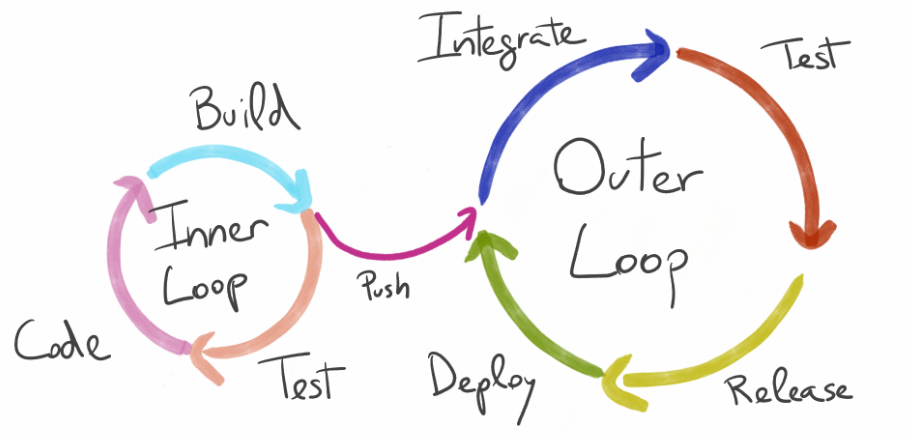 Build
Inner
Loop
Code
Test
Push
Integrate
Test
Outer
Loop
Deploy
Release